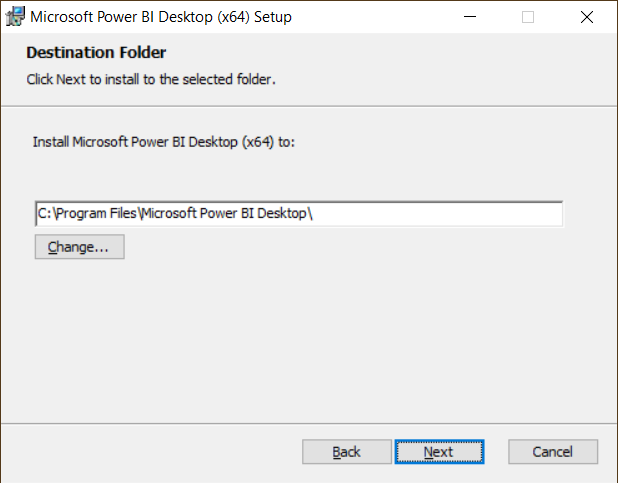 Microsoft Power BI Desktop (x64) Setup
Destination Folder
Click Next to install to the selected folder.
Install Microsoft Power BI Desktop (x64) to:
C:\Program Files\Microsoft Power BI Desktop\
Change...
Back Next Cancel